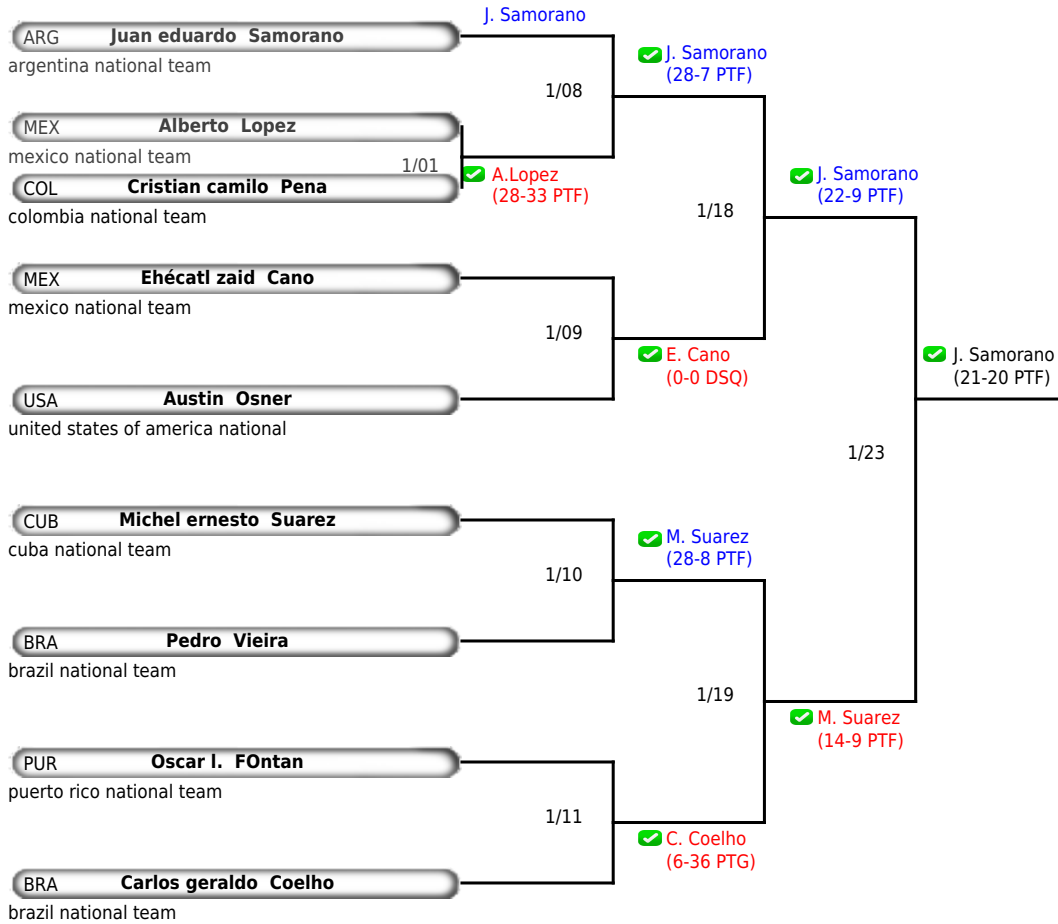 J. Samorano
ARG Juan eduardo Samorano
argentina national team
J. Samorano
(28-7 PTF)
1/08
MEX Alberto Lopez
mexico national team
1/01
A.Lopez
(28-33 PTF)
COL Cristian camilo Pena
colombia national team
J. Samorano
(22-9 PTF)
1/18
MEX Ehécatl zaid Cano
mexico national team
1/09
E. Cano
(0-0 DSQ)
USA Austin Osner
united states of america national
J. Samorano
(21-20 PTF)
1/23
CUB Michel ernesto Suarez
cuba national team
M. Suarez
(28-8 PTF)
1/10
BRA Pedro Vieira
brazil national team
1/19
M. Suarez
(14-9 PTF)
PUR Oscar l. FOntan
puerto rico national team
1/11
C. Coelho
(6-36 PTG)
BRA Carlos geraldo Coelho
brazil national team